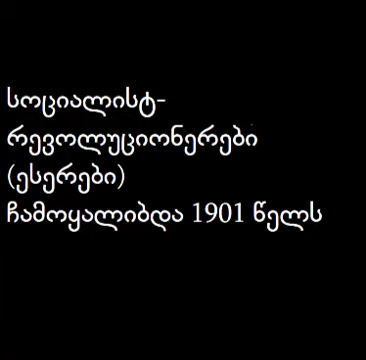 სოციალისტ-
რევოლუციონერები
(ესერები)
ჩამოყალიბდა 1901 წელს